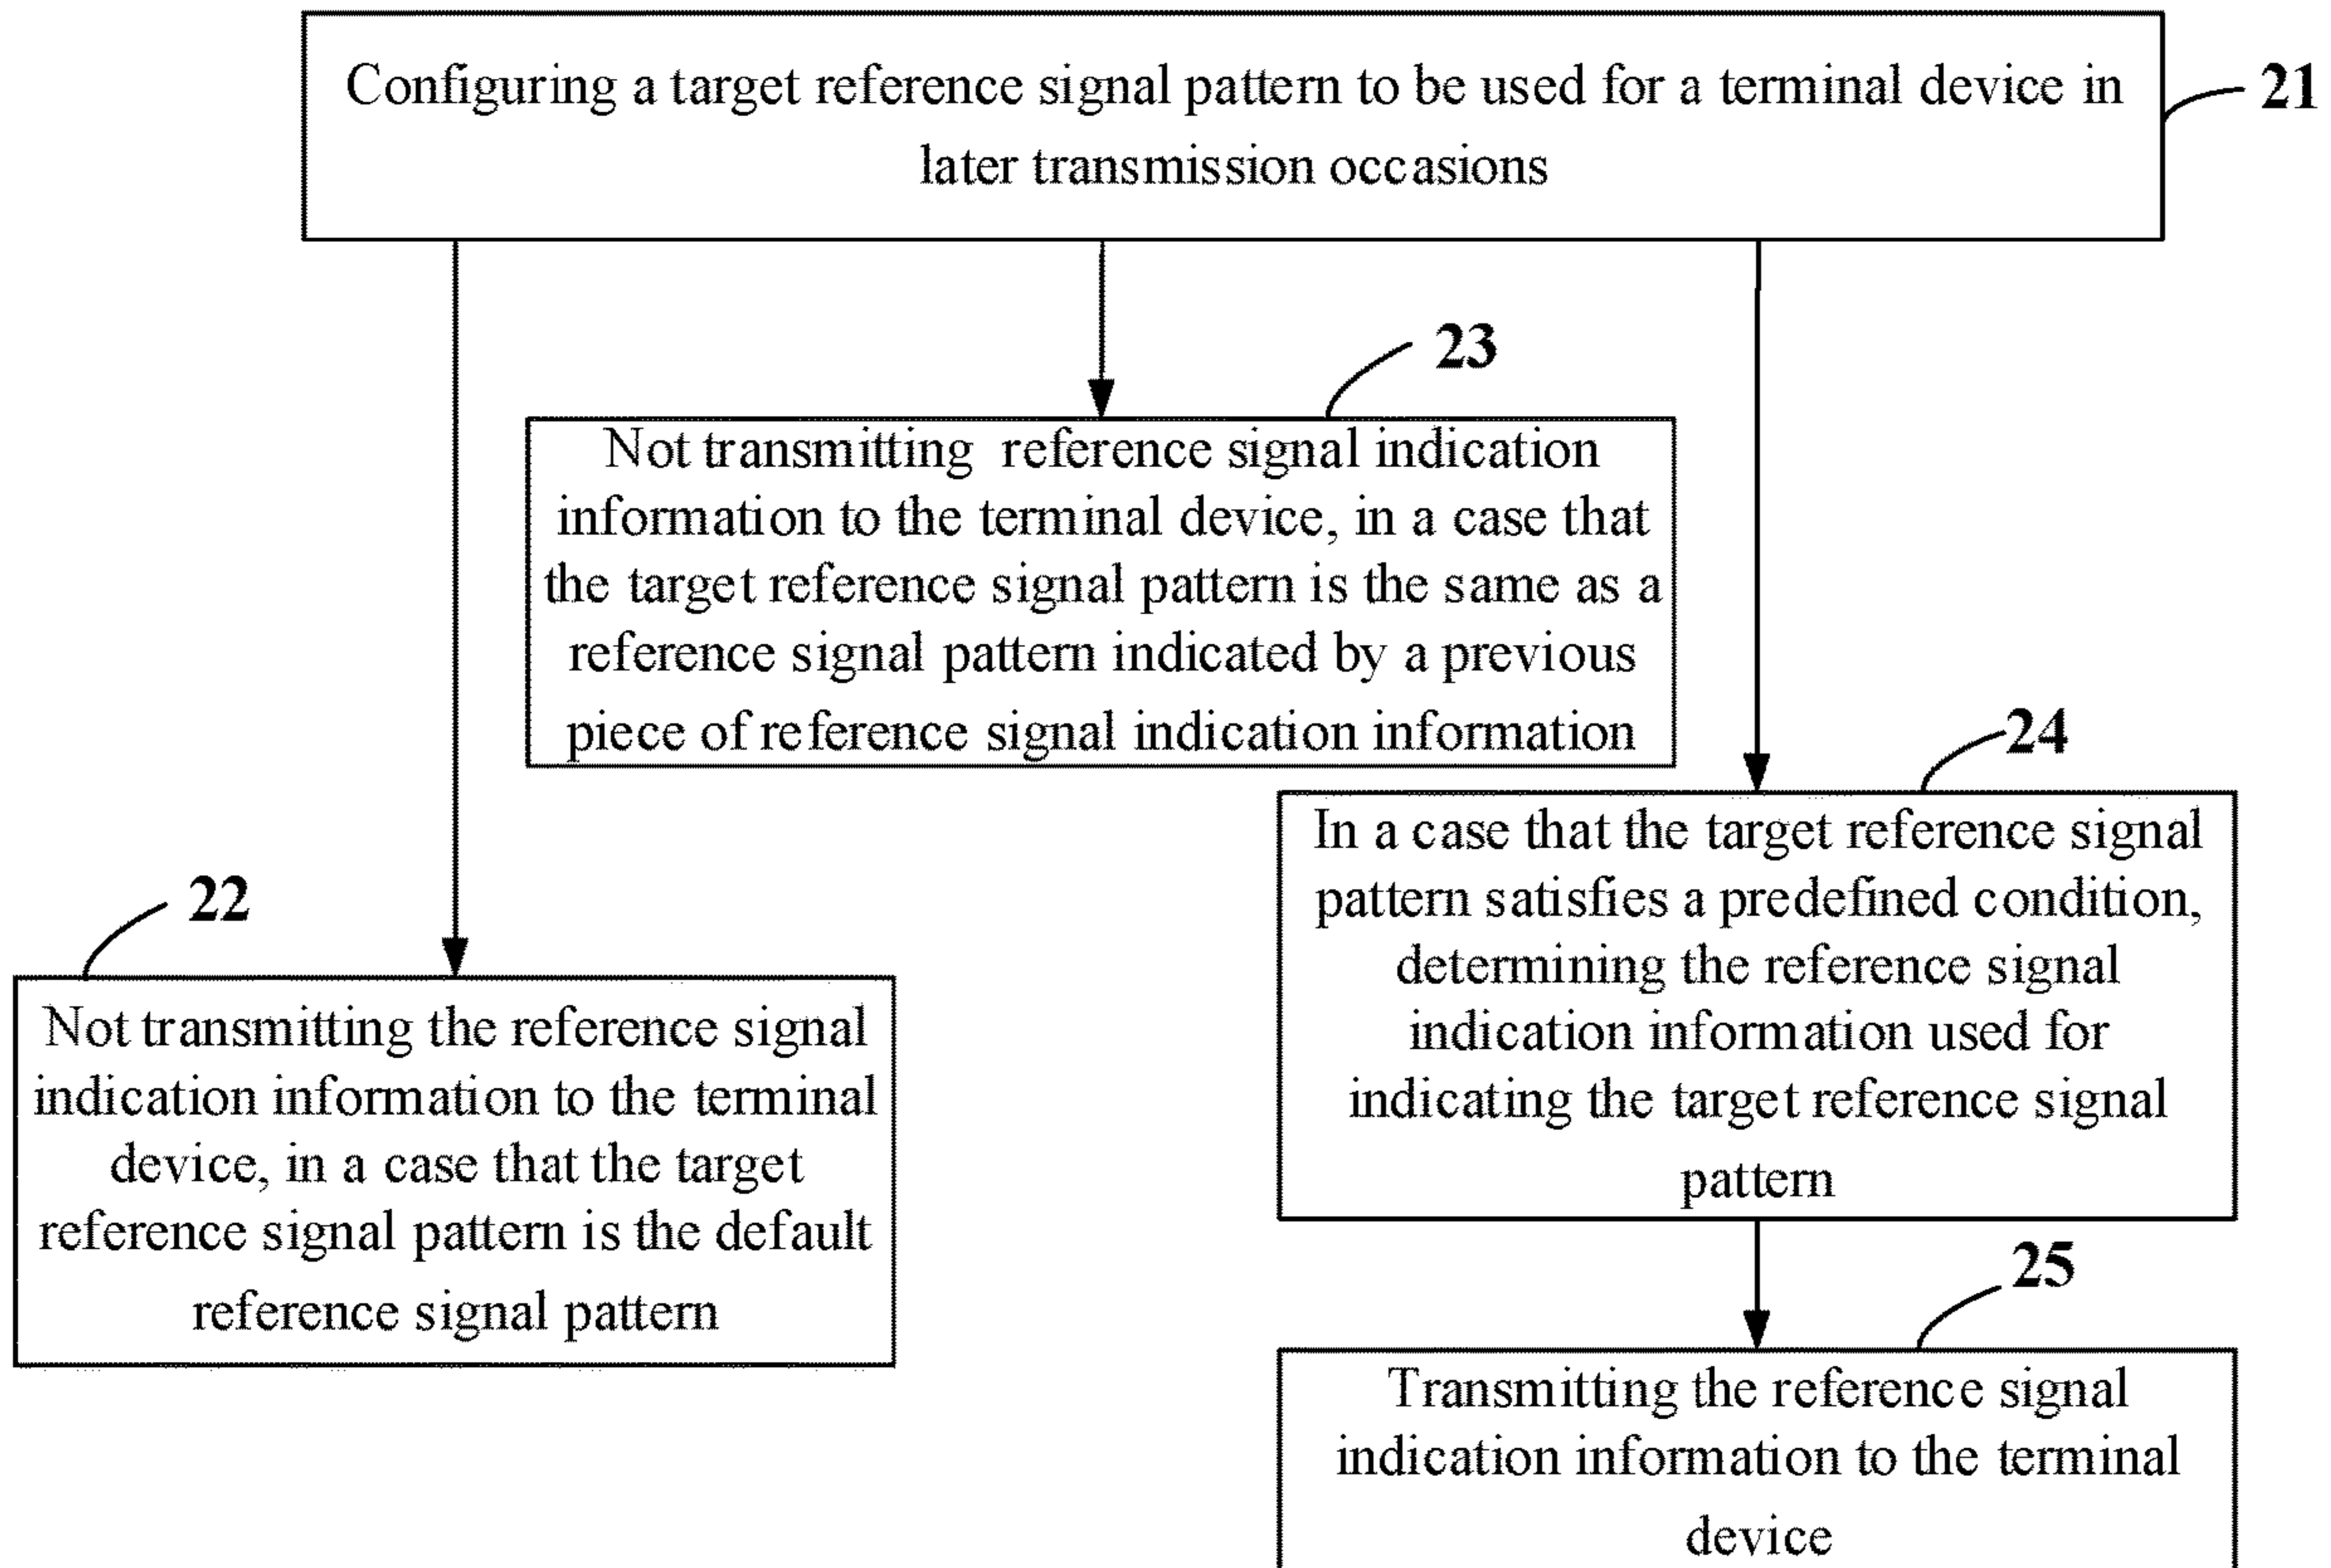 Configuring a target reference signal pattern to be used for a terminal device in
later transmission occasions
21
23
Not transmitting reference signal indication
information to the terminal device, in a case that
the target reference signal pattern is the same as a
reference signal pattern indicated by a previous
piece of reference signal indication information
24
In a case that the target reference signal
pattern satisfies a predefined condition,
determining the reference signal
indication information used for
indicating the target reference signal
pattern
22
Not transmitting the reference signal
indication information to the terminal
device, in a case that the target
reference signal pattern is the default
reference signal pattern
25
Transmitting the reference signal
indication information to the terminal
device